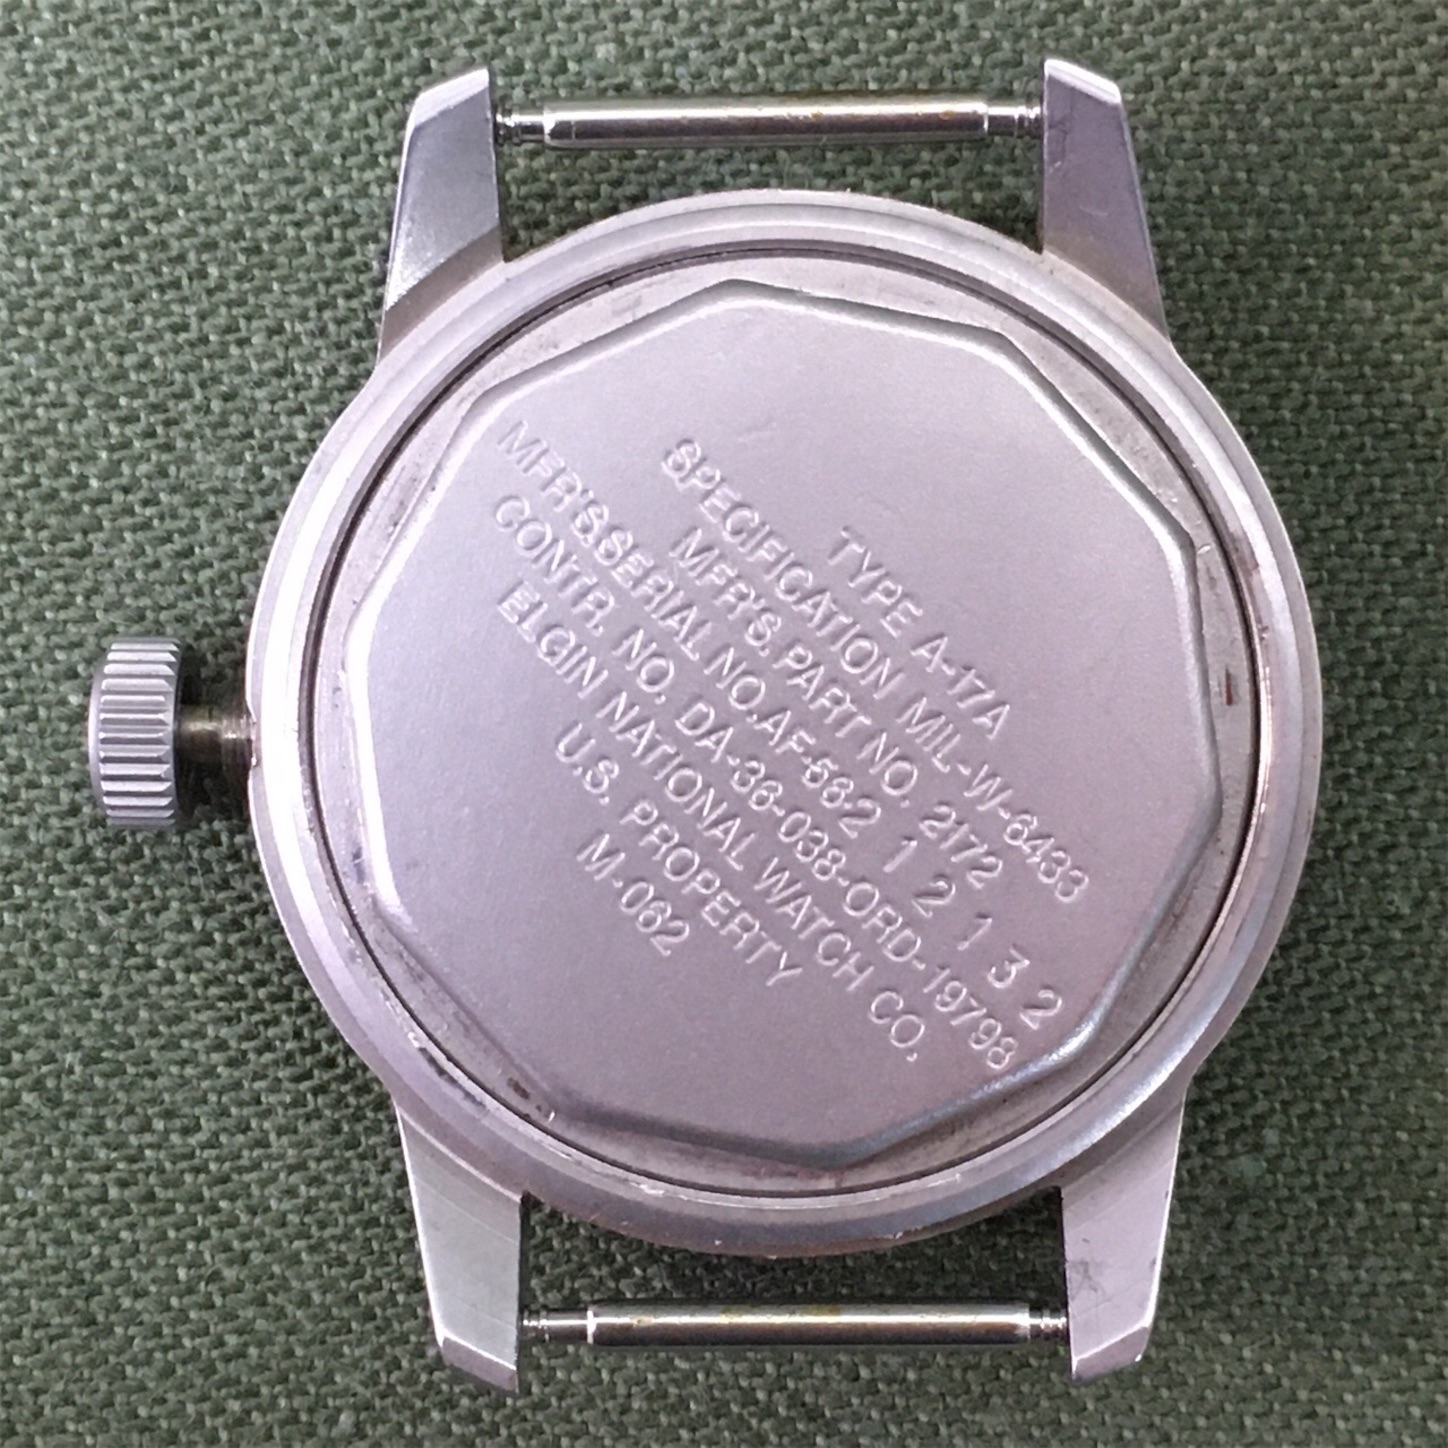 TYPE A-17A
SPECIFICATION MIL-W-6433
MFR'S. PART NO. 2172
MFR'S.SERIAL NO.AF-56-2 1 2 1 3 2
CONTR. NO. DA-36-038-ORD-19798
ELGIN NATIONAL WATCH CO.
U.S. PROPERTY
M-062